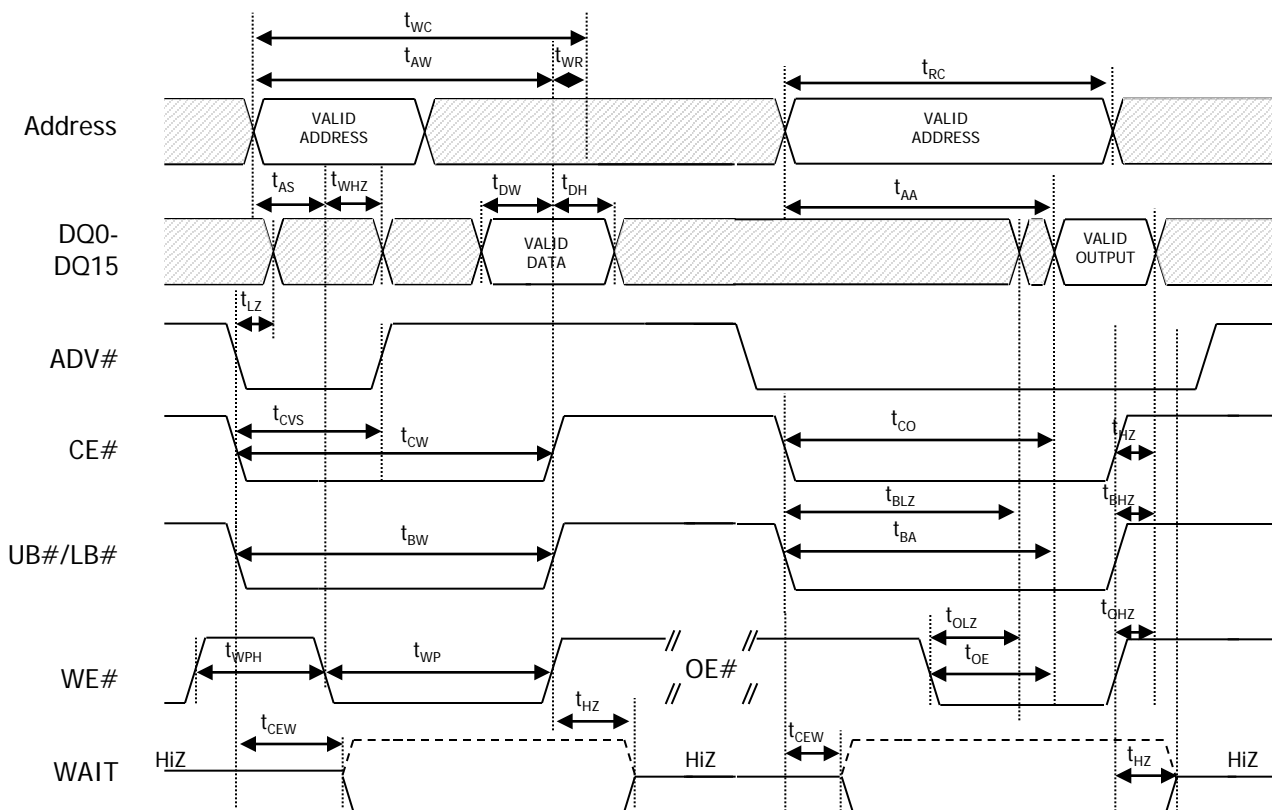 tWC
tAW
tWR
tRC
Address
VALID
ADDRESS
VALID
ADDRESS
tAS
tWHZ
tDW
tDH
tAA
DQ0-
DQ15
VALID
DATA
VALID
OUTPUT
tLZ
ADV#
tCVS
tCW
tCO
tHZ
CE#
tBLZ
tBHZ
UB#/LB#
tBW
tBA
tOLZ
tOHZ
WE#
tWPH
tWP
//
//
OE#
tOE
//
//
tHZ
tCEW
tCEW
WAIT
HiZ
HiZ
tHZ
HiZ